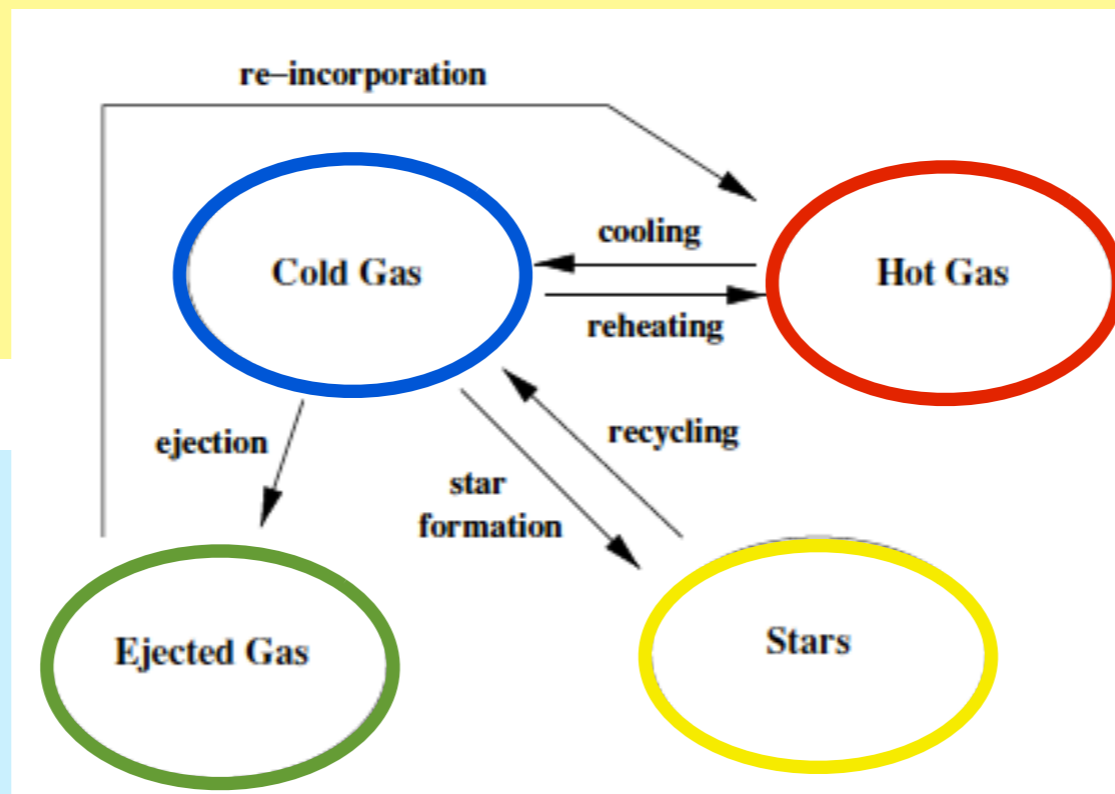 re–incorporation
cooling
Cold Gas
Hot Gas
reheating
recycling
ejection
star
formation
Ejected Gas
Stars